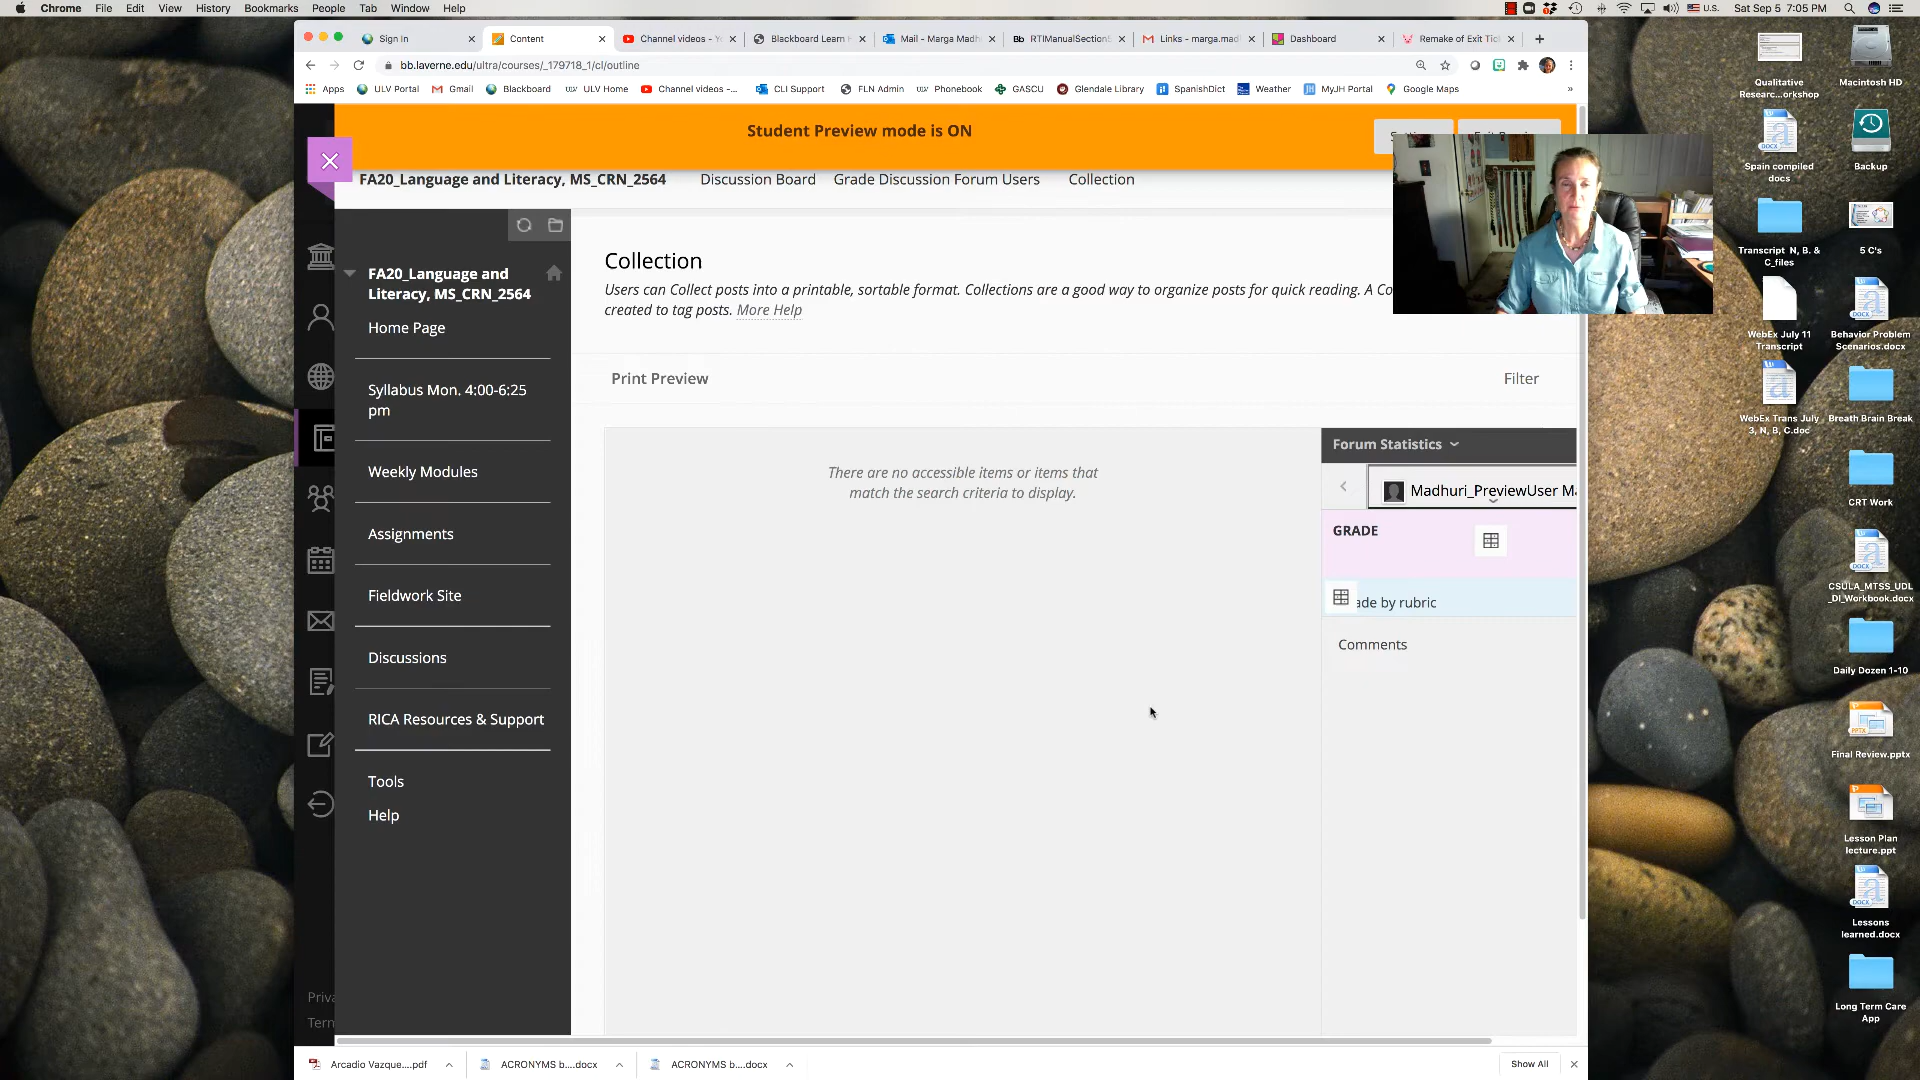 Chrome File Edit View History Bookmarks People Tab Window Help
U.S. Sat Sep 5 7:05 PM
Sign In
Content
Channel videos - Y
Blackboard Learn
Mail - Marga Madh
Bb RTIManualSection
Links - marga.mad
Dashboard
Remake of Exit Tic
bb.laverne.edu/ultra/courses/_179718_1/cl/outline
Apps ULV Portal Gmail Blackboard ULV Home Channel videos -... CLI Support FLN Admin Phonebook GASCU Glendale Library SpanishDict Weather MyJH Portal Google Maps »
Student Preview mode is ON
FA20_Language and Literacy, MS_CRN_2564 Discussion Board Grade Discussion Forum Users Collection
FA20_Language and
Literacy, MS_CRN_2564
Home Page
Syllabus Mon. 4:00-6:25
pm
Weekly Modules
Assignments
Fieldwork Site
Discussions
RICA Resources & Support
Tools
Help
Priva
Term
Collection
Users can Collect posts into a printable, sortable format. Collections are a good way to organize posts for quick reading. A Co
created to tag posts. More Help
Print Preview
Filter
There are no accessible items or items that
match the search criteria to display.
Forum Statistics
Madhuri_PreviewUser Ma
GRADE
ade by rubric
Comments
Arcadio Vazque....pdf
ACRONYMS b....docx
ACRONYMS b....docx
Show All
Qualitative
Researc...orkshop
Macintosh HD
Spain compiled
docs
Backup
Transcript N, B. &
C_files
5 C's
WebEx July 11
Transcript
Behavior Problem
Scenarios.docx
WebEx Trans July
3, N, B, C.doc
Breath Brain Break
CRT Work
CSULA_MTSS_UDL
_DI_Workbook.docx
Daily Dozen 1-10
Final Review.pptx
Lesson Plan
lecture.ppt
Lessons
learned.docx
Long Term Care
App